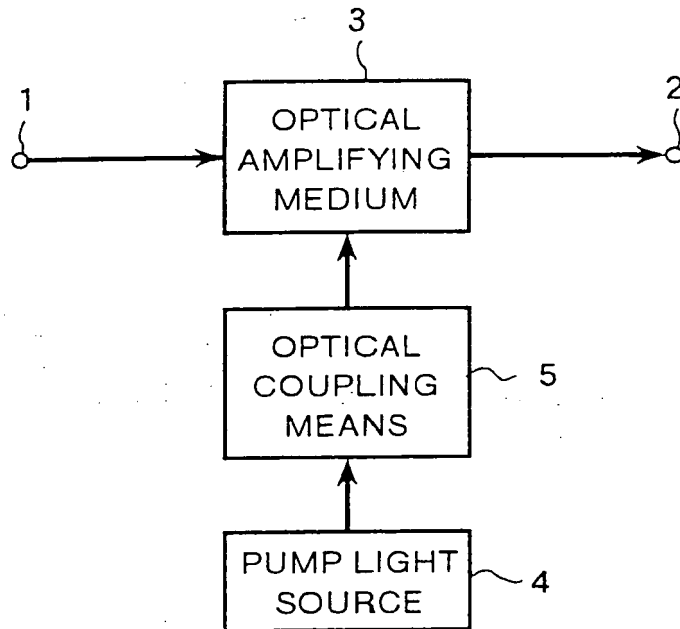 3
1
2
OPTICAL
AMPLIFYING
MEDIUM
OPTICAL
COUPLING
MEANS
5
PUMP LIGHT
SOURCE
4